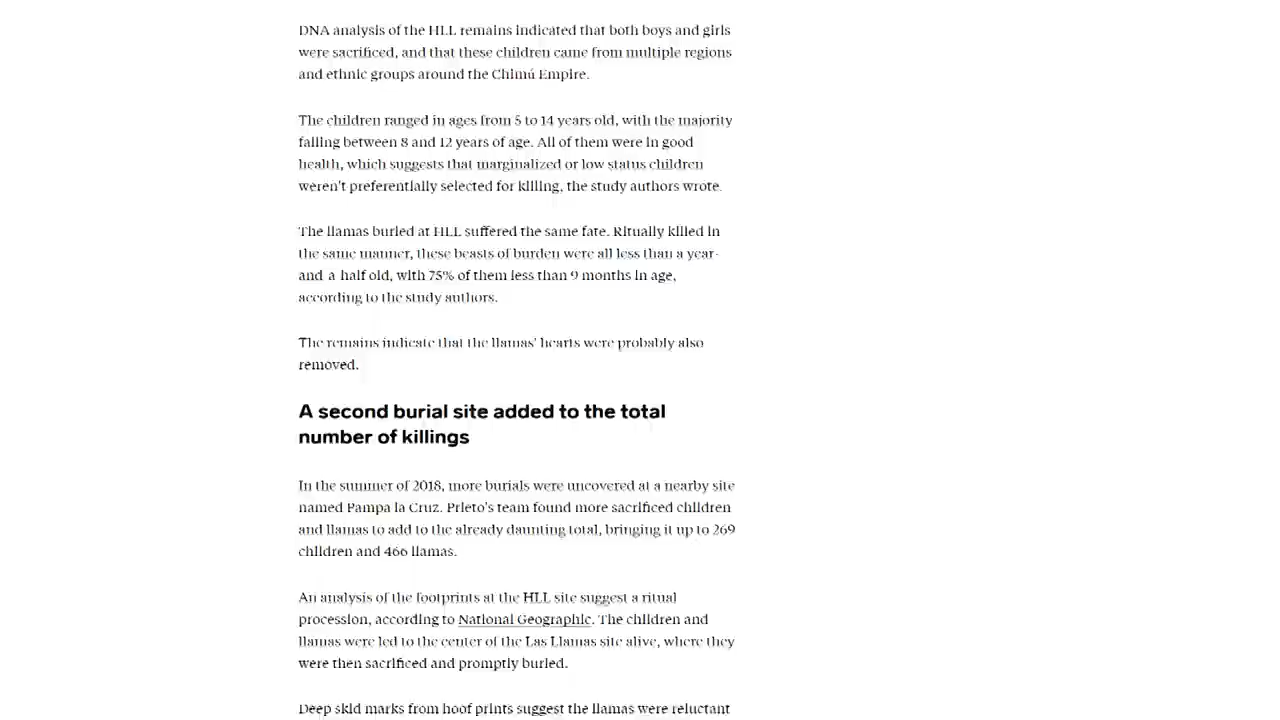 DNA analysis of the HLL remains indicated that both boys and girls
were sacrificed, and that these children came from multiple regions
and ethnic groups around the Chimú Empire.
The children ranged in ages from 5 to 14 years old, with the majority
falling between 8 and 12 years of age. All of them were in good
health, which suggests that marginalized or low status children
weren't preferentially selected for killing, the study authors wrote.
The llamas buried at HLL suffered the same fate. Ritually killed in
the same manner, these beasts of burden were all less than a year-
and-a-half old, with 75% of them less than 9 months in age,
according to the study authors.
The remains indicate that the llamas' hearts were probably also
removed.
A second burial site added to the total
number of killings
In the summer of 2018, more burials were uncovered at a nearby site
named Pampa la Cruz. Prieto's team found more sacrificed children
and llamas to add to the already daunting total, bringing it up to 269
children and 466 llamas.
An analysis of the footprints at the HLL site suggest a ritual
procession, according to National Geographic. The children and
llamas were led to the center of the Las Llamas site alive, where they
were then sacrificed and promptly buried.
Deep skid marks from hoof prints suggest the llamas were reluctant